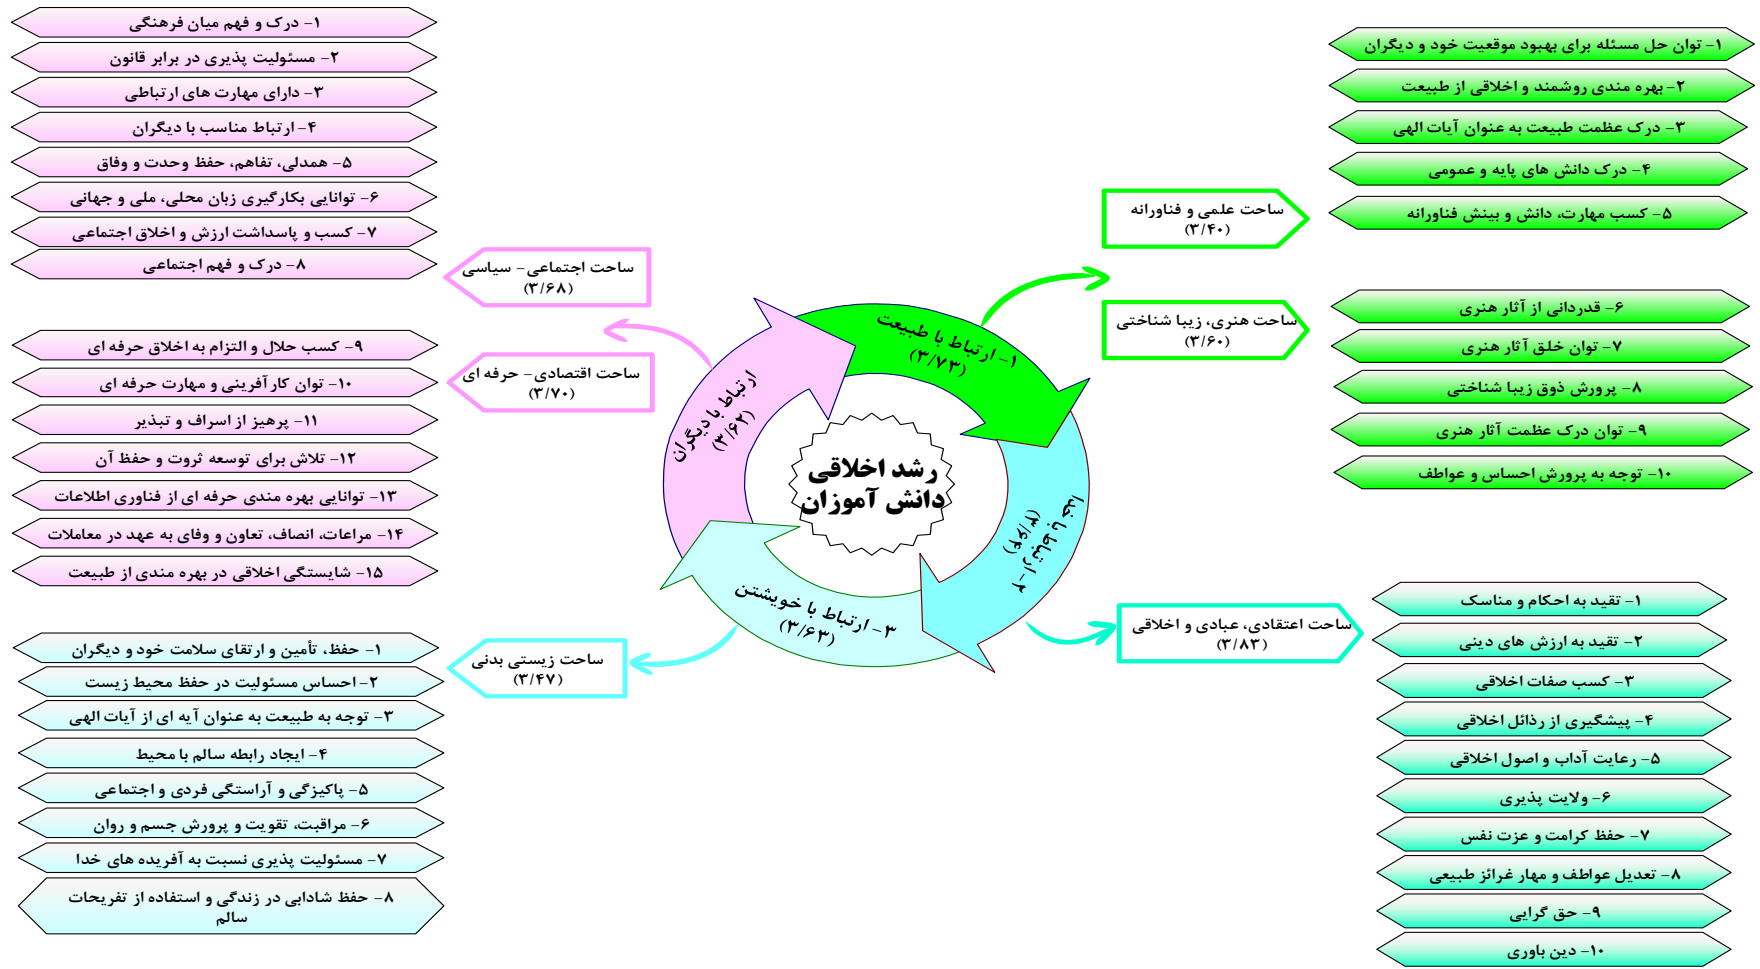 رشد اخلاقی
دانش آموزان
۱- ارتباط با طبیعت
(۳/۷۳)
ساحت علمی و فناورانه
(۳/۴۰)
۱- توان حل مسئله برای بهبود موقعیت خود و دیگران
۲- بهره مندی روشمند و اخلاقی از طبیعت
۳- درک عظمت طبیعت به عنوان آیات الهی
۴- درک دانش های پایه و عمومی
۵- کسب مهارت، دانش و بینش فناورانه
ساحت هنری، زیبا شناختی
(۳/۶۰)
۶- قدردانی از آثار هنری
۷- توان خلق آثار هنری
۸- پرورش ذوق زیبا شناختی
۹- توان درک عظمت آثار هنری
۱۰- توجه به پرورش احساس و عواطف
۲- ارتباط با خدا
(۳/۶۴)
ساحت اعتقادی، عبادی و اخلاقی
(۳/۸۳)
۱- تقید به احکام و مناسک
۲- تقید به ارزش های دینی
۳- کسب صفات اخلاقی
۴- پیشگیری از رذائل اخلاقی
۵- رعایت آداب و اصول اخلاقی
۶- ولایت پذیری
۷- حفظ کرامت و عزت نفس
۸- تعدیل عواطف و مهار غرائز طبیعی
۹- حق گرایی
۱۰- دین باوری
۳- ارتباط با خویشتن
(۳/۶۳)
ساحت زیستی بدنی
(۳/۴۷)
۱- حفظ، تأمین و ارتقای سلامت خود و دیگران
۲- احساس مسئولیت در حفظ محیط زیست
۳- توجه به طبیعت به عنوان آیه ای از آیات الهی
۴- ایجاد رابطه سالم با محیط
۵- پاکیزگی و آراستگی فردی و اجتماعی
۶- مراقبت، تقویت و پرورش جسم و روان
۷- مسئولیت پذیری نسبت به آفریده های خدا
۸- حفظ شادابی در زندگی و استفاده از تفریحات
سالم
ارتباط با دیگران
(۳/۶۲)
ساحت اجتماعی- سیاسی
(۳/۶۸)
۱- درک و فهم میان فرهنگی
۲- مسئولیت پذیری در برابر قانون
۳- دارای مهارت های ارتباطی
۴- ارتباط مناسب با دیگران
۵- همدلی، تفاهم، حفظ وحدت و وفاق
۶- توانایی بکارگیری زبان محلی، ملی و جهانی
۷- کسب و پاسداشت ارزش و اخلاق اجتماعی
۸- درک و فهم اجتماعی
ساحت اقتصادی- حرفه ای
(۳/۷۰)
۹- کسب حلال و التزام به اخلاق حرفه ای
۱۰- توان کارآفرینی و مهارت حرفه ای
۱۱- پرهیز از اسراف و تبذیر
۱۲- تلاش برای توسعه ثروت و حفظ آن
۱۳- توانایی بهره مندی حرفه ای از فناوری اطلاعات
۱۴- مراعات، انصاف، تعاون و وفای به عهد در معاملات
۱۵- شایستگی اخلاقی در بهره مندی از طبیعت